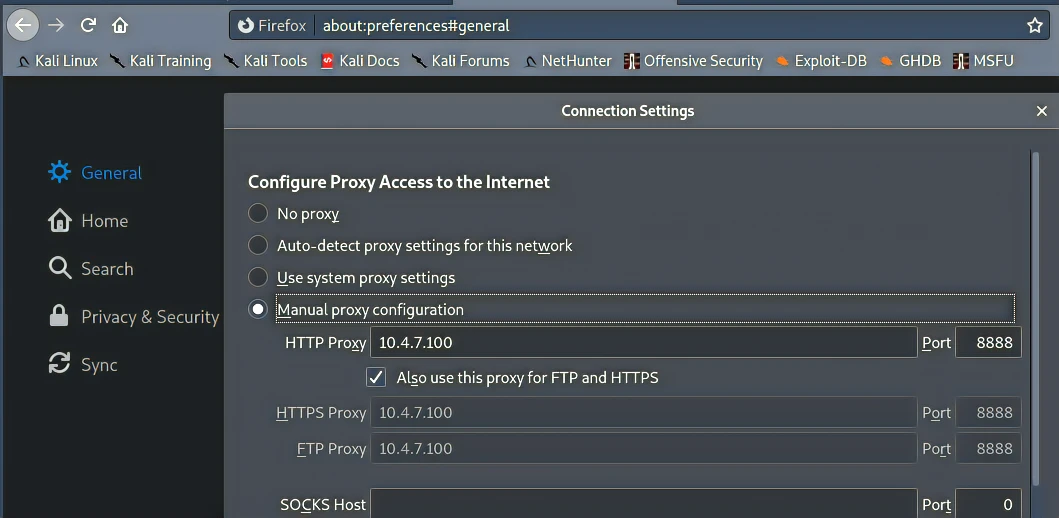 Firefox about:preferences#general
Kali Linux Kali Training Kali Tools Kali Docs Kali Forums NetHunter Offensive Security Exploit-DB GHDB MSFU
Connection Settings
General
Home
Search
Privacy & Security
Sync
Configure Proxy Access to the Internet
No proxy
Auto-detect proxy settings for this network
Use system proxy settings
Manual proxy configuration
HTTP Proxy 10.4.7.100 Port 8888
Also use this proxy for FTP and HTTPS
HTTPS Proxy 10.4.7.100 Port 8888
FTP Proxy 10.4.7.100 Port 8888
SOCKS Host Port 0